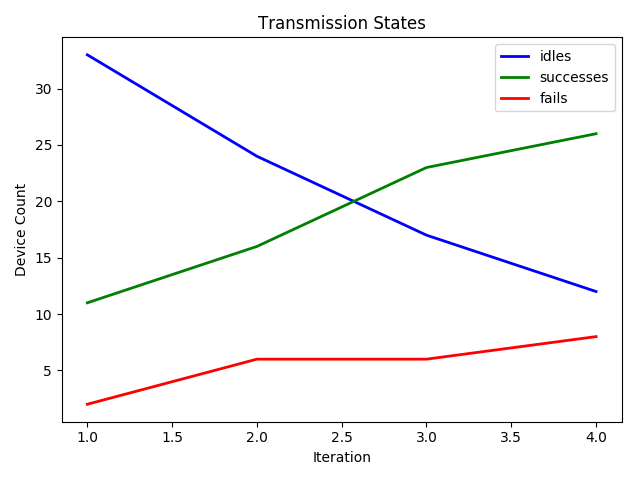 Transmission States
idles
successes
fails
Device Count
30
25
20
15
10
5
1.0 1.5 2.0 2.5 3.0 3.5 4.0
Iteration